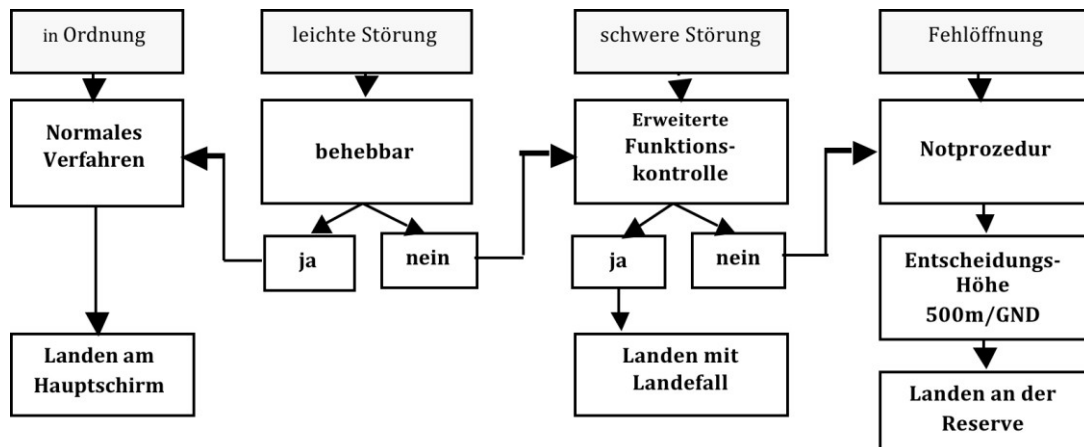 in Ordnung
leichte Störung
schwere Störung
Fehlöffnung
Normales
Verfahren
behebbar
Erweiterte
Funktions-
kontrolle
Notprozedur
ja
nein
ja
nein
Entscheidungs-
Höhe
500m/GND
Landen am
Hauptschirm
Landen mit
Landefall
Landen an der
Reserve